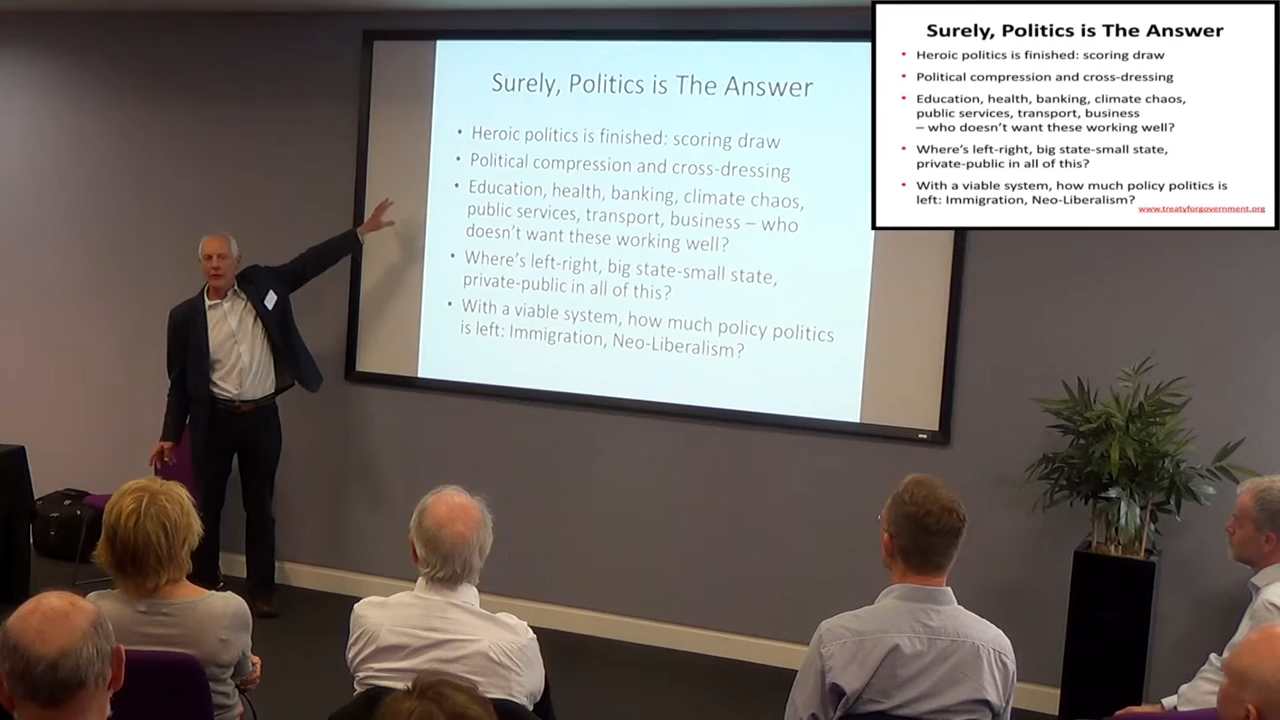 Surely, Politics is The Answer
• Heroic politics is finished: scoring draw
• Political compression and cross-dressing
• Education, health, banking, climate chaos,
public services, transport, business – who
doesn't want these working well?
• Where's left-right, big state-small state,
private-public in all of this?
• With a viable system, how much policy politics
is left: Immigration, Neo-Liberalism?
Surely, Politics is The Answer
• Heroic politics is finished: scoring draw
• Political compression and cross-dressing
• Education, health, banking, climate chaos,
public services, transport, business
– who doesn't want these working well?
• Where's left-right, big state-small state,
private-public in all of this?
• With a viable system, how much policy politics is
left: Immigration, Neo-Liberalism?
www.treatyforgovernment.org